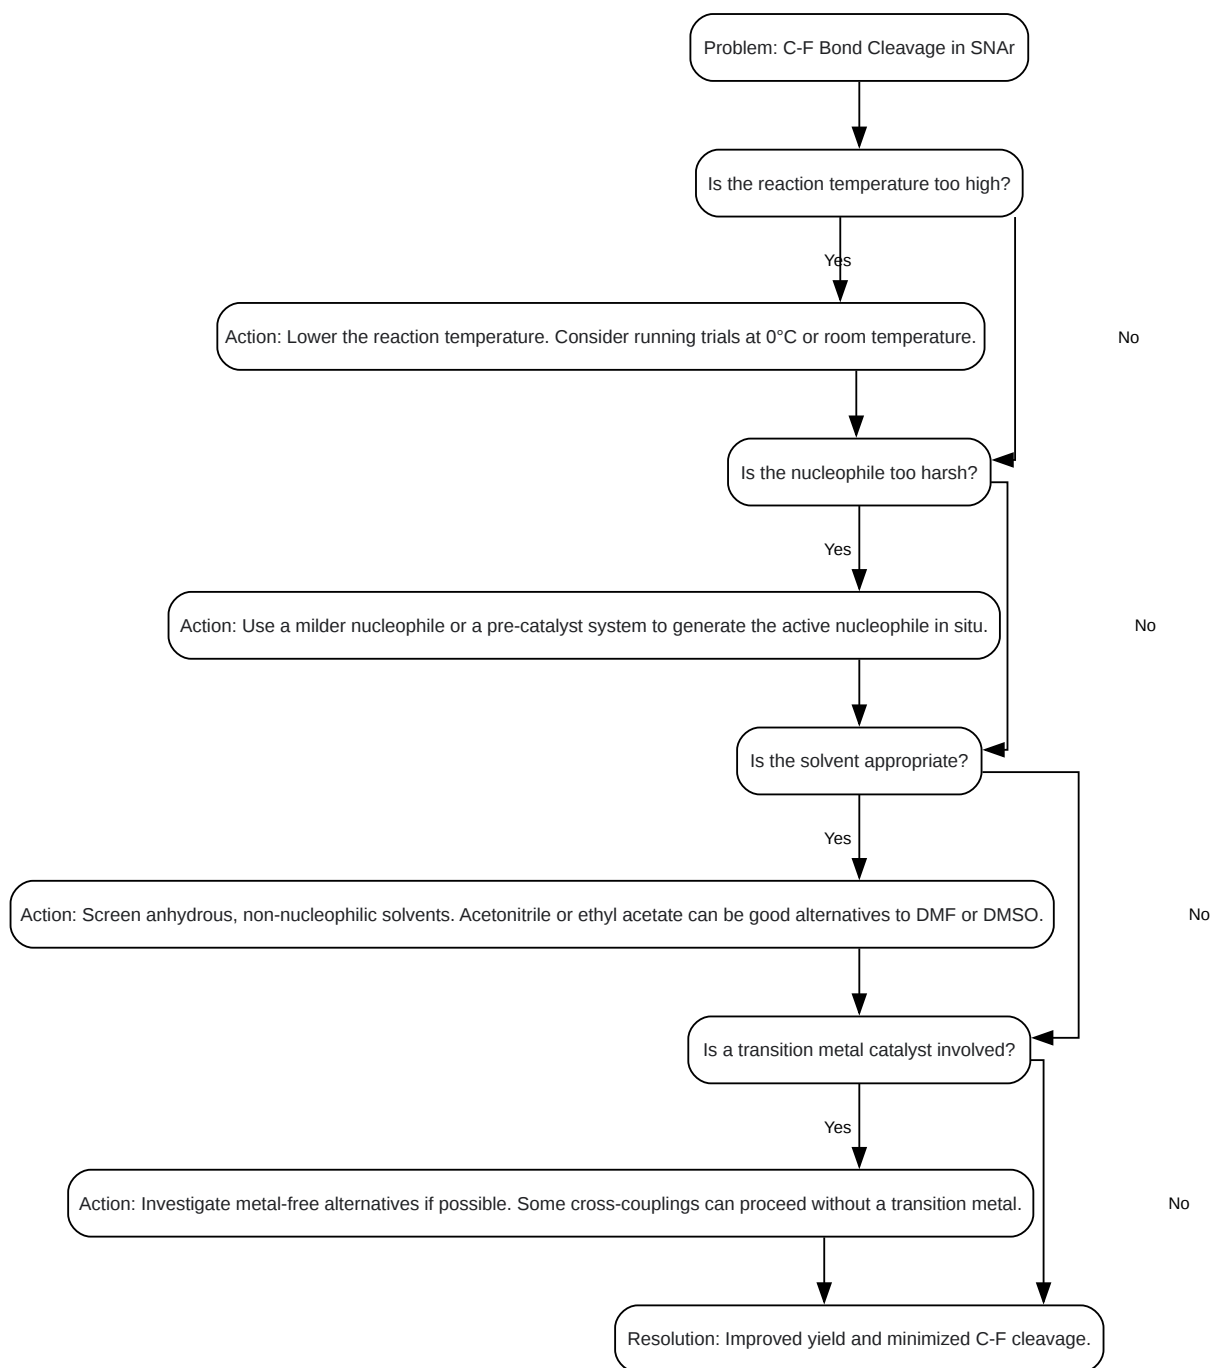 Problem: C-F Bond Cleavage in SNAr
Is the reaction temperature too high?
Yes
Action: Lower the reaction temperature. Consider running trials at 0°C or room temperature.
No
Is the nucleophile too harsh?
Yes
Action: Use a milder nucleophile or a pre-catalyst system to generate the active nucleophile in situ.
No
Is the solvent appropriate?
Yes
Action: Screen anhydrous, non-nucleophilic solvents. Acetonitrile or ethyl acetate can be good alternatives to DMF or DMSO.
No
Is a transition metal catalyst involved?
Yes
Action: Investigate metal-free alternatives if possible. Some cross-couplings can proceed without a transition metal.
No
Resolution: Improved yield and minimized C-F cleavage.